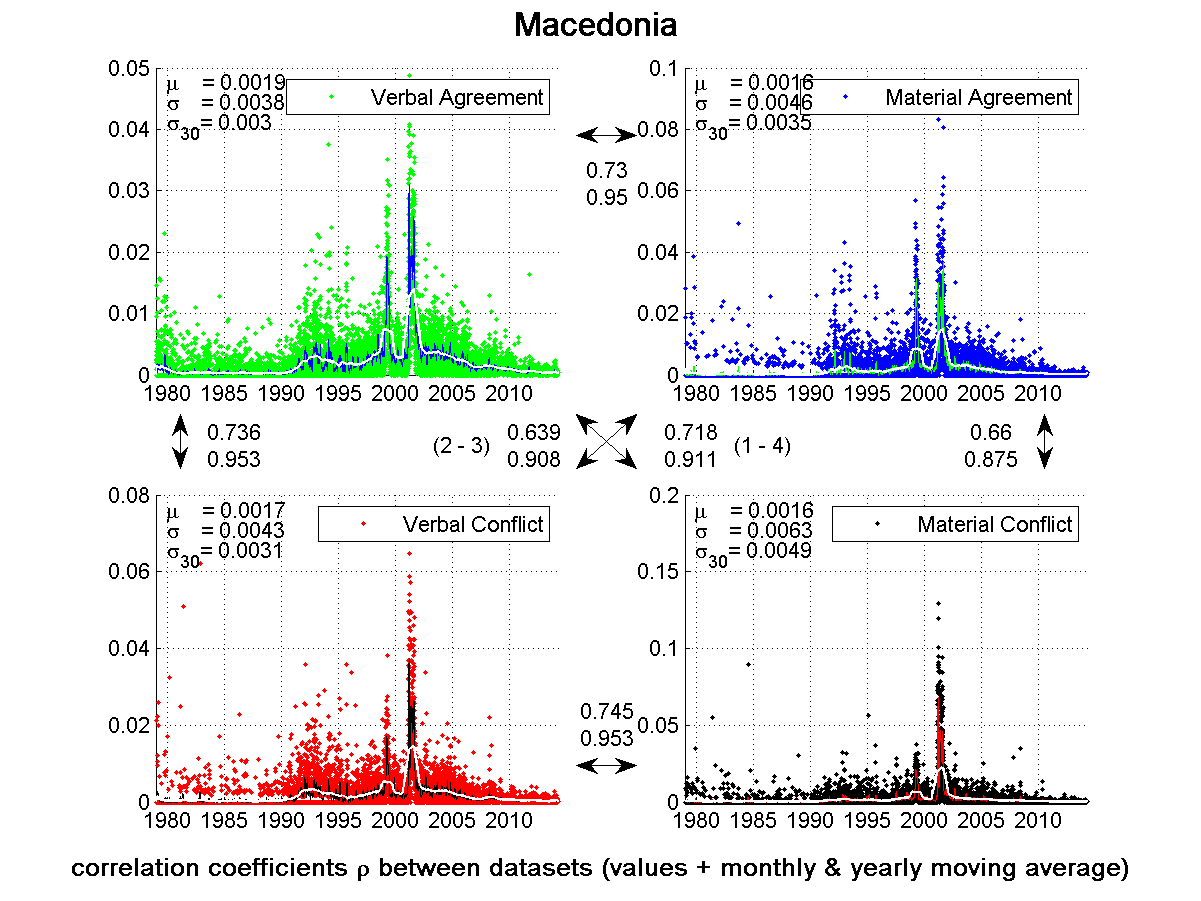 Macedonia
0.05
0.04
0.03
0.02
0.01
0
μ = 0.0019
σ = 0.0038
σ30= 0.003
Verbal Agreement
1980 1985 1990 1995 2000 2005 2010
0.73
0.95
0.1
0.08
0.06
0.04
0.02
0
μ = 0.0016
σ = 0.0046
σ30= 0.0035
Material Agreement
1980 1985 1990 1995 2000 2005 2010
0.736
0.953
(2 - 3)
0.639
0.908
0.718
0.911
(1 - 4)
0.66
0.875
0.08
0.06
0.04
0.02
0
μ = 0.0017
σ = 0.0043
σ30= 0.0031
Verbal Conflict
1980 1985 1990 1995 2000 2005 2010
0.745
0.953
0.2
0.15
0.1
0.05
0
μ = 0.0016
σ = 0.0063
σ30= 0.0049
Material Conflict
1980 1985 1990 1995 2000 2005 2010
correlation coefficients ρ between datasets (values + monthly & yearly moving average)